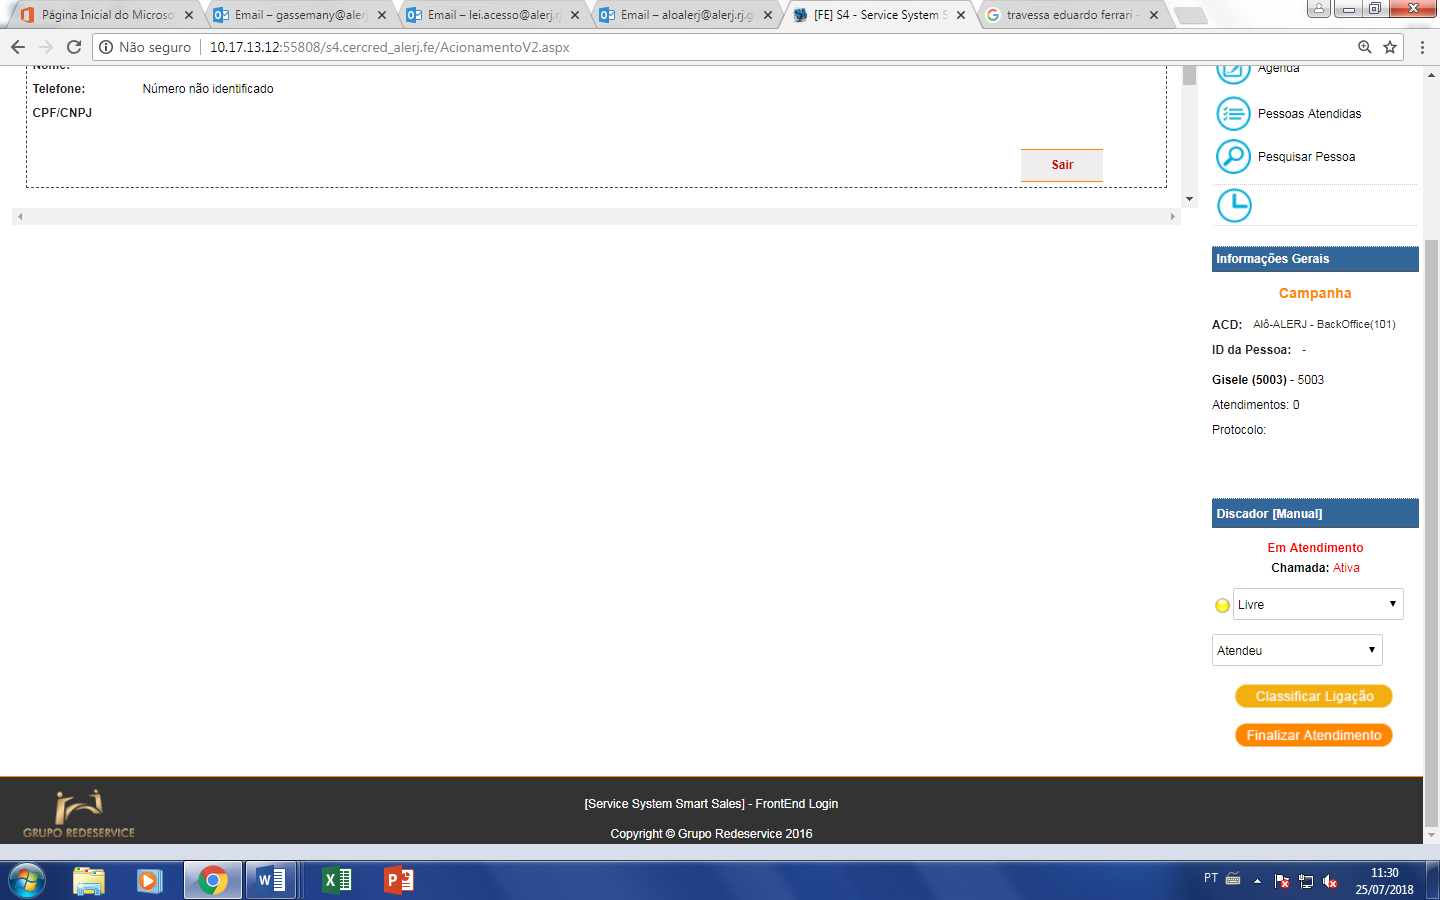 Página Inicial do Microso
Email – gassemany@aler
Email – lei.acesso@alerj.r
Email – aloalerj@alerj.rj.g
[FE] S4 - Service System S
travessa eduardo ferrari -
Não seguro
10.17.13.12:55808/s4.cercred_alerj.fe/AcionamentoV2.aspx
Nome:
Telefone: Número não identificado
CPF/CNPJ
Sair
Agenda
Pessoas Atendidas
Pesquisar Pessoa
Informações Gerais
Campanha
ACD: Alô-ALERJ - BackOffice(101)
ID da Pessoa: -
Gisele (5003) - 5003
Atendimentos: 0
Protocolo:
Discador [Manual]
Em Atendimento
Chamada: Ativa
Livre
Atendeu
Classificar Ligação
Finalizar Atendimento
GRUPO REDESERVICE
[Service System Smart Sales] - FrontEnd Login
Copyright © Grupo Redeservice 2016
PT
11:30
25/07/2018